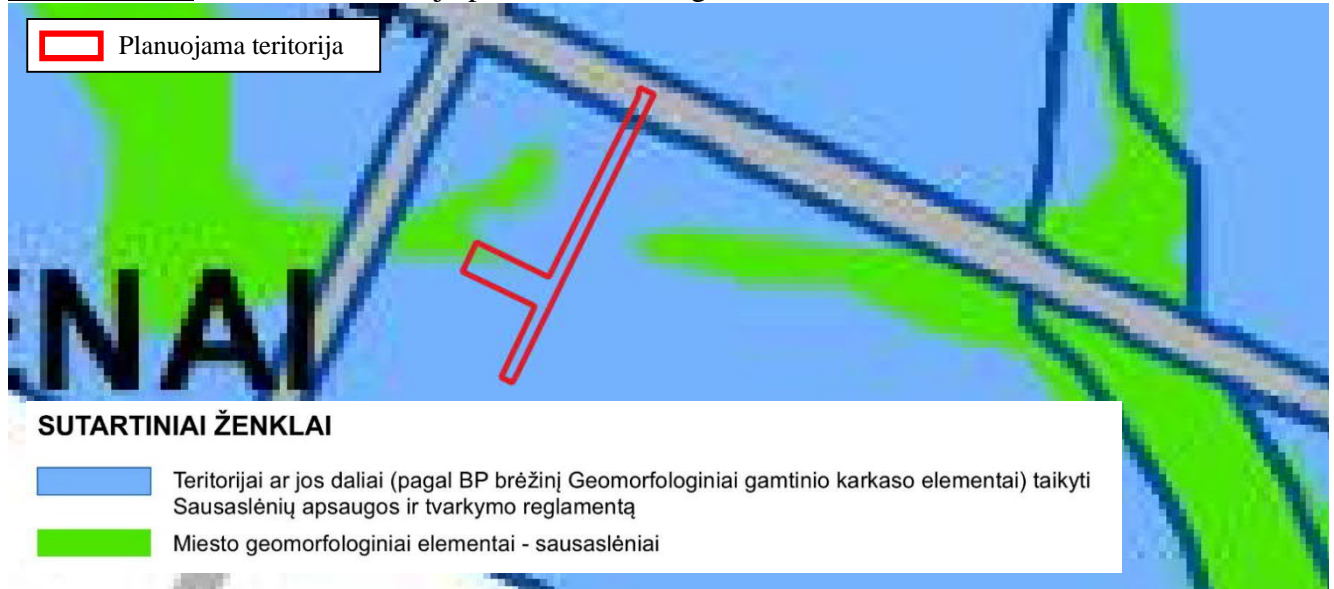 Planuojama teritorija
ENAI
SUTARTINIAI ŽENKLAI
Teritorijai ar jos daliai (pagal BP brėžinį Geomorfologiniai gamtinio karkaso elementai) taikyti
Sausaslėnių apsaugos ir tvarkymo reglamentą
Miesto geomorfologiniai elementai - sausaslėniai